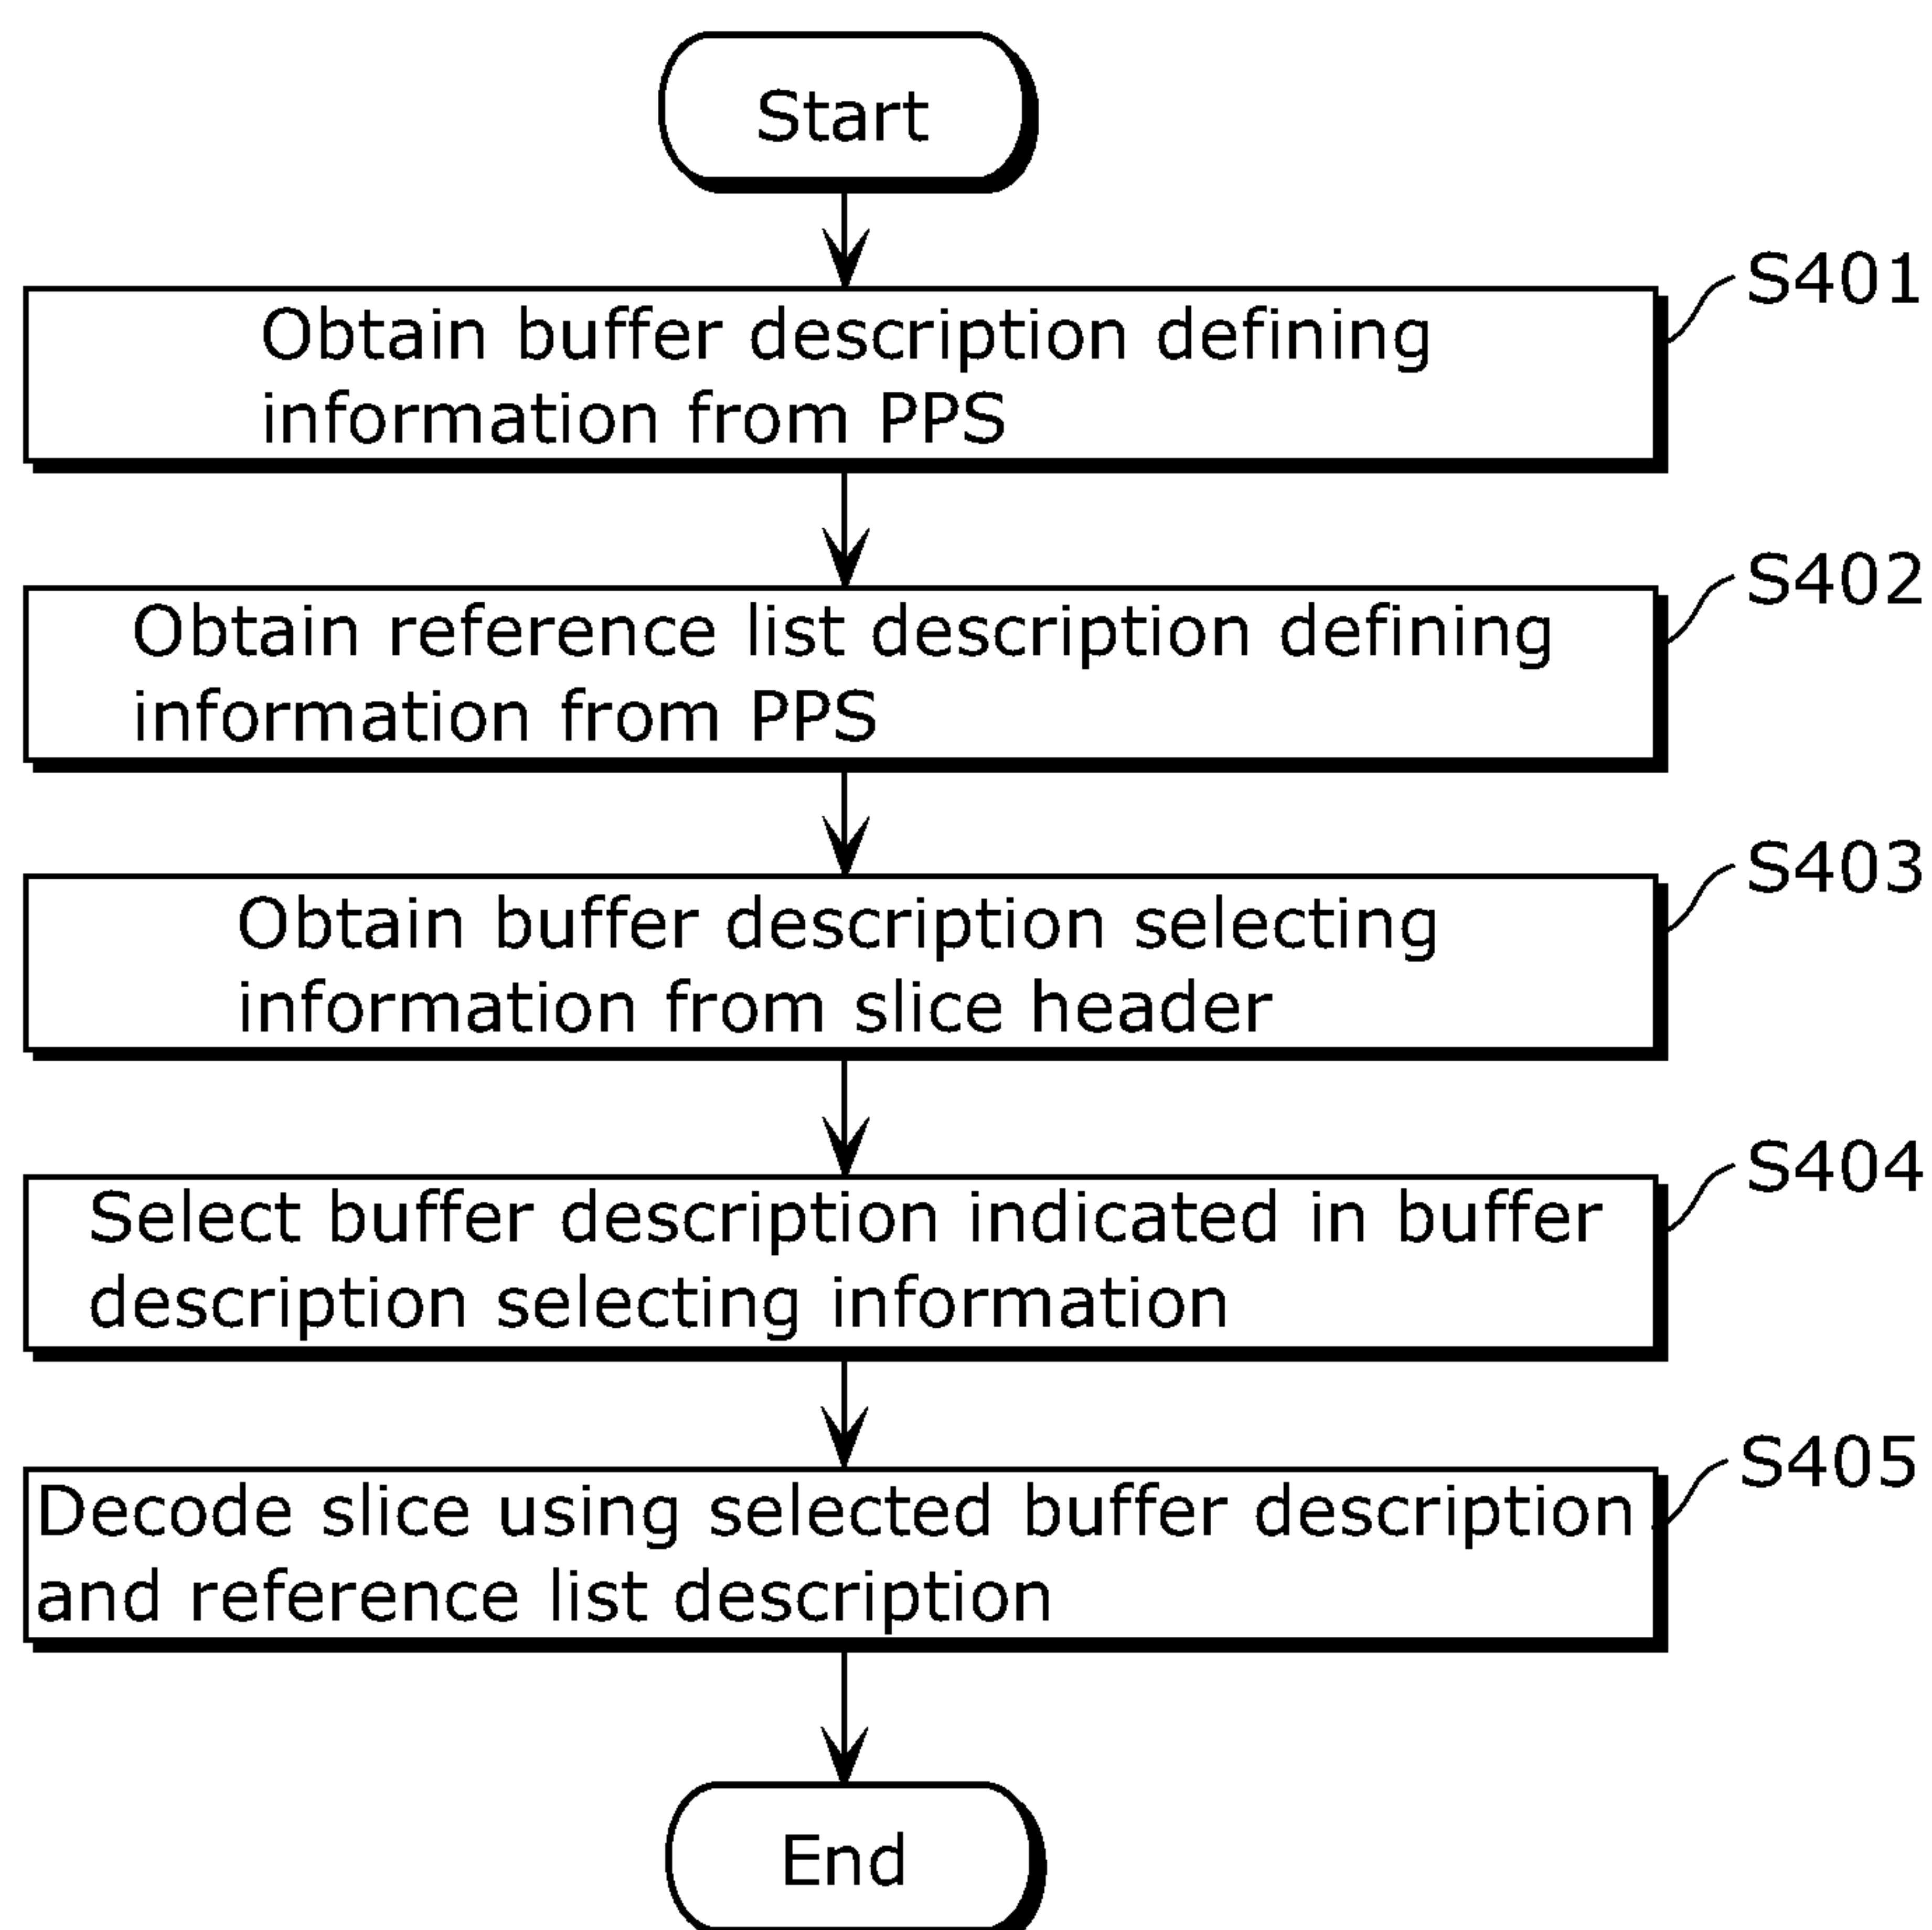 Start
S401
Obtain buffer description defining
information from PPS
S402
Obtain reference list description defining
information from PPS
S403
Obtain buffer description selecting
information from slice header
S404
Select buffer description indicated in buffer
description selecting information
S405
Decode slice using selected buffer description
and reference list description
End